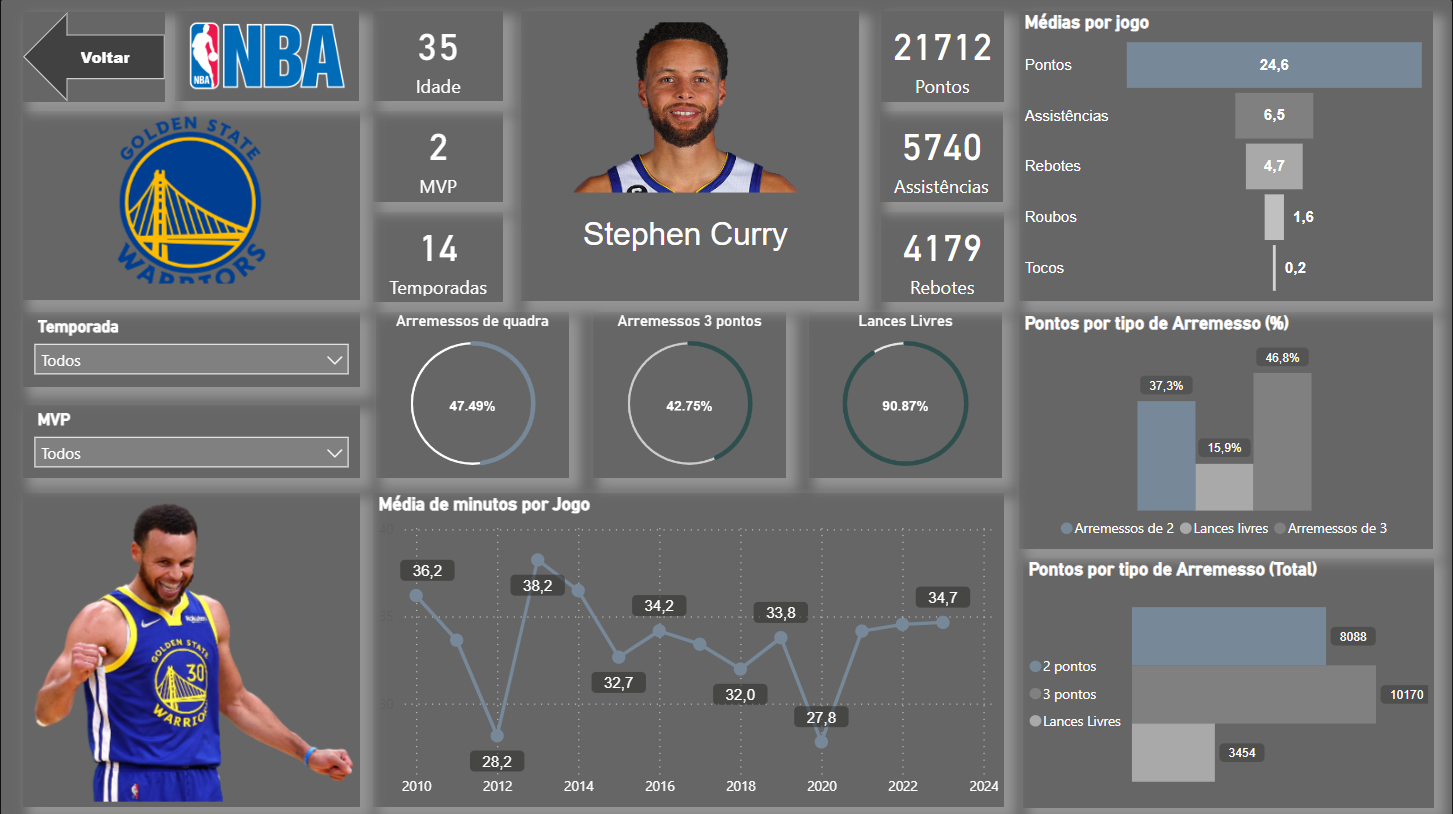 Voltar
NBA
NBA
GOLDEN STATE
WARRIORS
Temporada
Todos
MVP
Todos
GOLDEN STATE
30
WARRIORS
35
Idade
2
MVP
14
Temporadas
Stephen Curry
21712
Pontos
5740
Assistências
4179
Rebotes
Arremessos de quadra
47.49%
Arremessos 3 pontos
42.75%
Lances Livres
90.87%
Média de minutos por Jogo
40
35
30
36,2
28,2
38,2
32,7
34,2
32,0
33,8
27,8
34,7
2010
2012
2014
2016
2018
2020
2022
2024
Médias por jogo
Pontos
24,6
Assistências
6,5
Rebotes
4,7
Roubos
1,6
Tocos
0,2
Pontos por tipo de Arremesso (%)
37,3%
15,9%
46,8%
Arremessos de 2
Lances livres
Arremessos de 3
Pontos por tipo de Arremesso (Total)
2 pontos
3 pontos
Lances Livres
8088
10170
3454